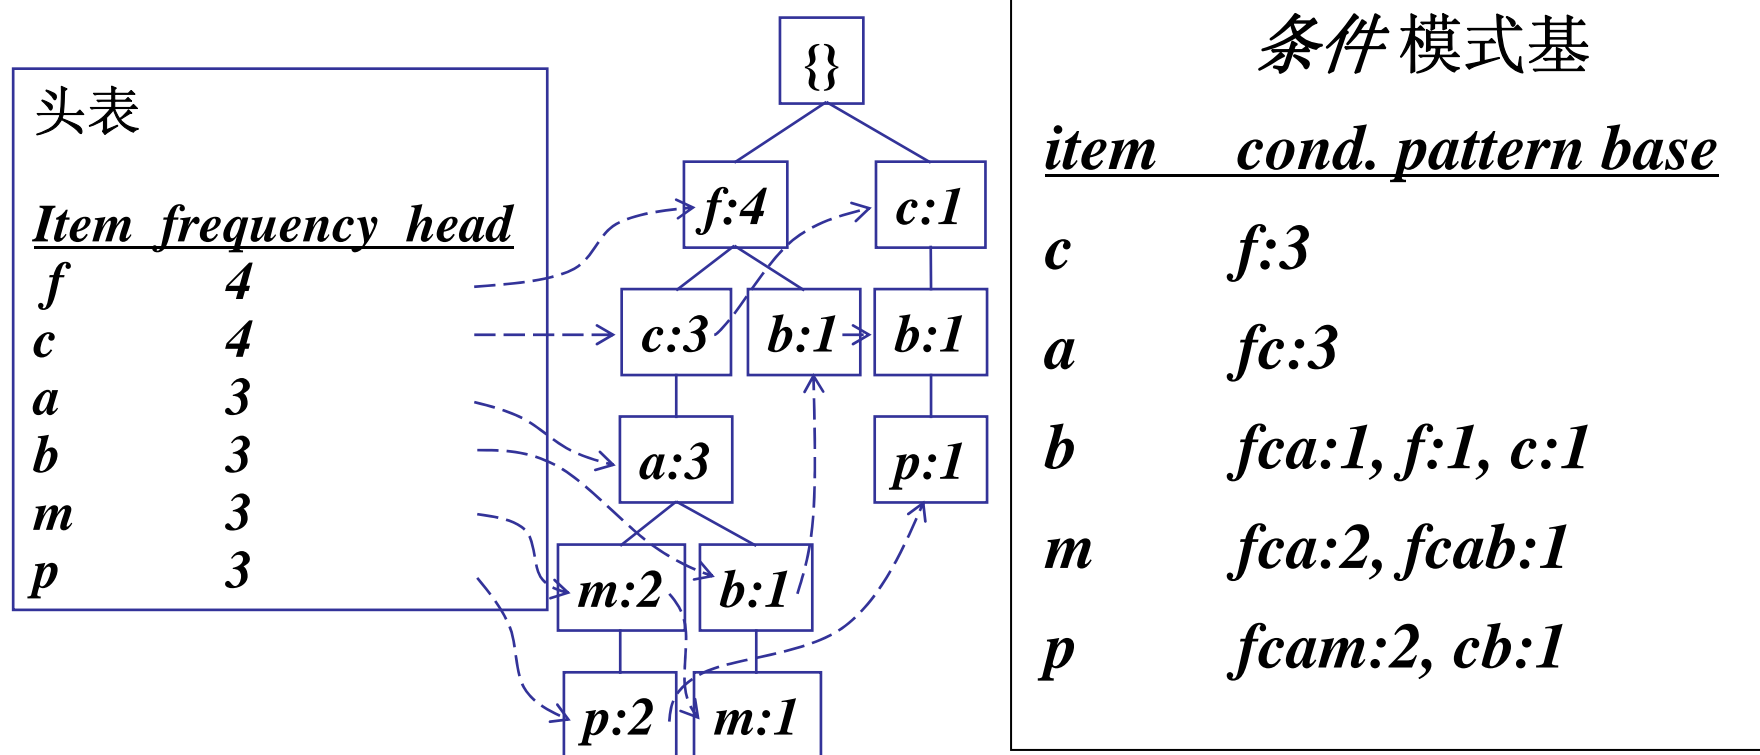 头表
Item frequency head
f 4
c 4
a 3
b 3
m 3
p 3
{}
f:4 c:1
c:3 b:1 b:1
a:3 p:1
m:2 b:1
p:2 m:1
条件模式基
item cond. pattern base
c f:3
a fc:3
b fca:1, f:1, c:1
m fca:2, fcab:1
p fcam:2, cb:1